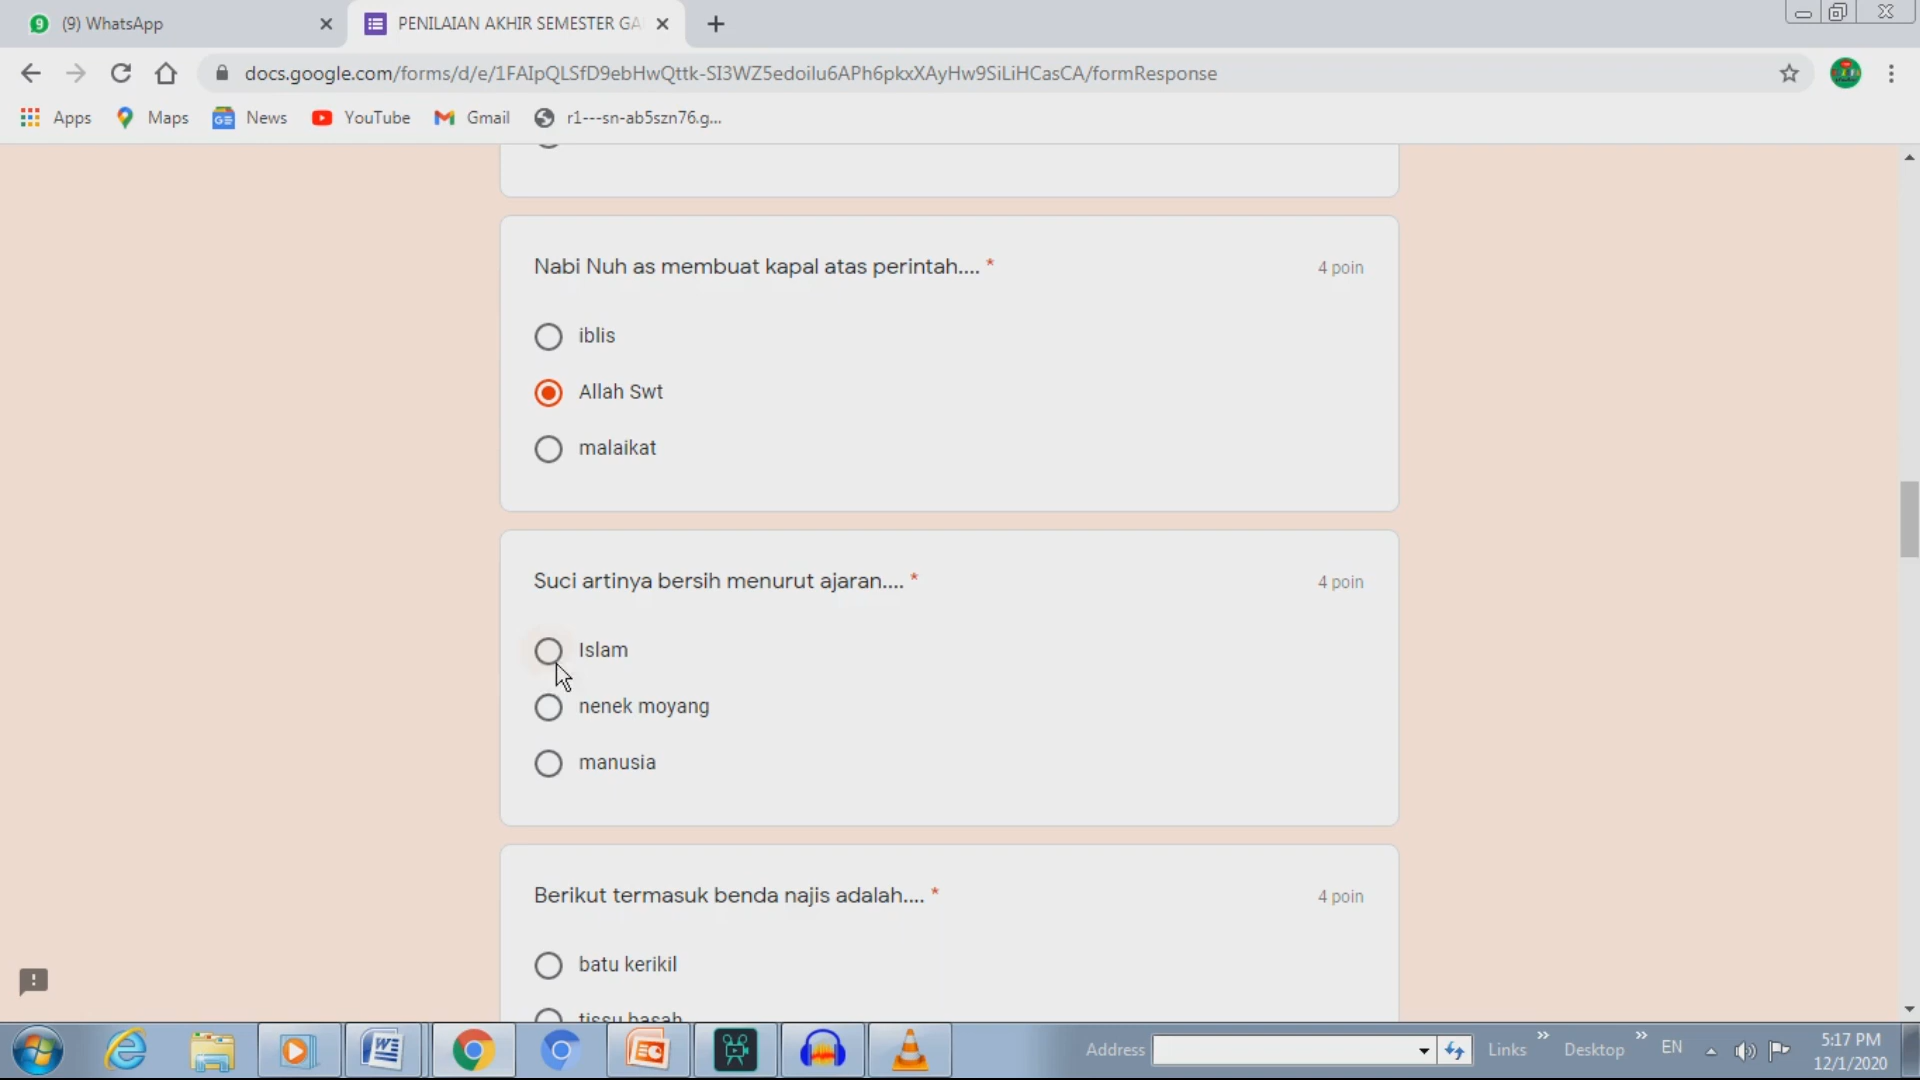 (9) WhatsApp
PENILAIAN AKHIR SEMESTER GA
docs.google.com/forms/d/e/1FAIpQLSfD9ebHwQttk-SI3WZ5edoilu6APh6pkxXAyHw9SiLiHCasCA/formResponse
Apps
Maps
News
YouTube
Gmail
r1---sn-ab5szn76.g...
Nabi Nuh as membuat kapal atas perintah.... *
4 poin
iblis
Allah Swt
malaikat
Suci artinya bersih menurut ajaran.... *
4 poin
Islam
nenek moyang
manusia
Berikut termasuk benda najis adalah.... *
4 poin
batu kerikil
tissu basah
Address
Links
Desktop
EN
5:17 PM
12/1/2020